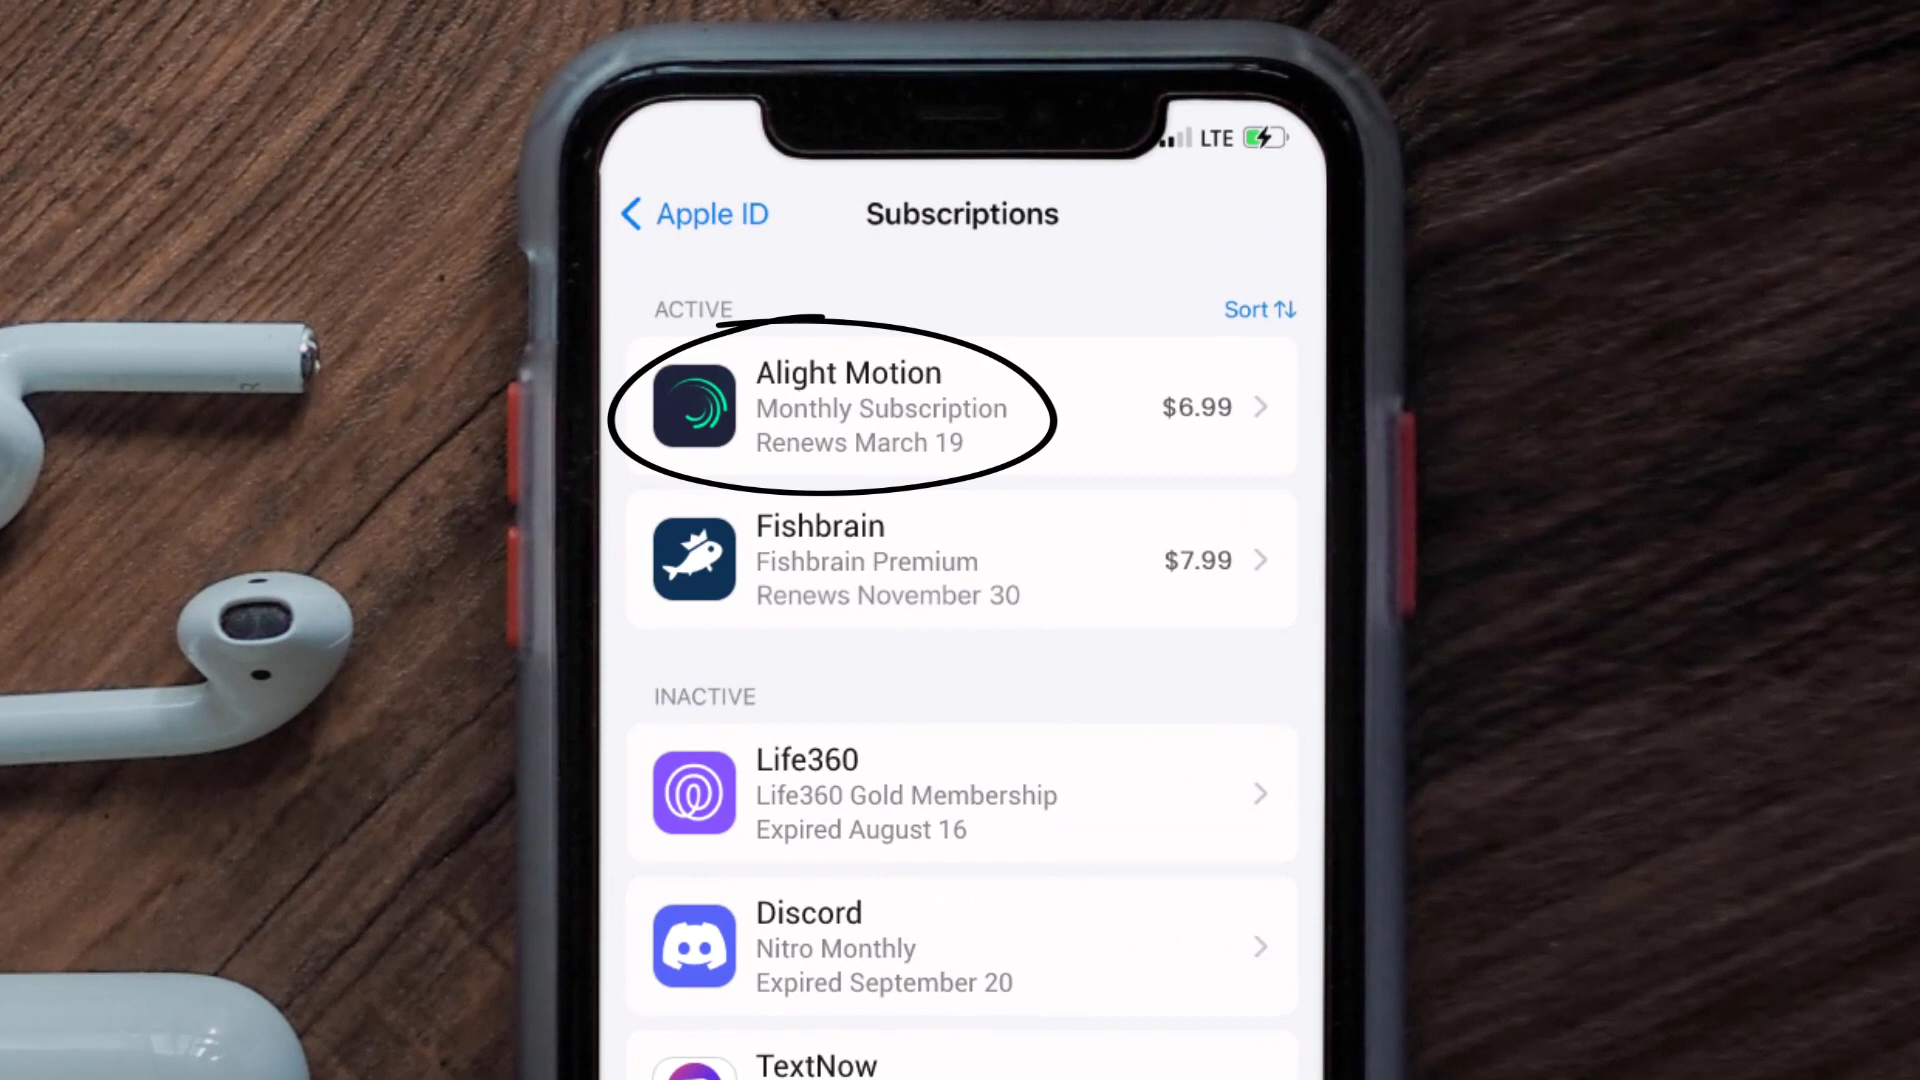 LTE
Apple ID
Subscriptions
ACTIVE
Sort
Alight Motion
Monthly Subscription
Renews March 19
$6.99
Fishbrain
Fishbrain Premium
Renews November 30
$7.99
INACTIVE
Life360
Life360 Gold Membership
Expired August 16
Discord
Nitro Monthly
Expired September 20
TextNow
R